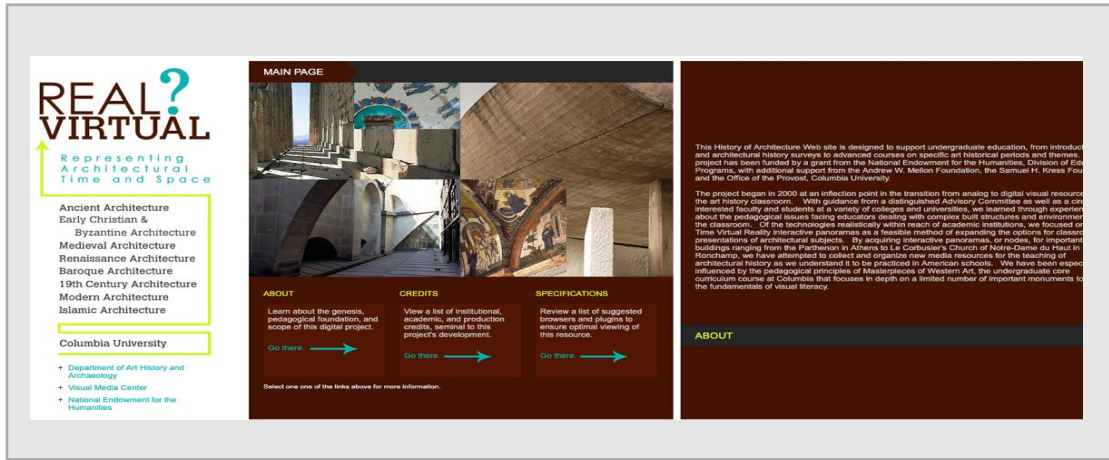 REAL?
VIRTUAL
Representing
Architectural
Time and Space
Ancient Architecture
Early Christian &
Byzantine Architecture
Medieval Architecture
Renaissance Architecture
Baroque Architecture
19th Century Architecture
Modern Architecture
Islamic Architecture
Columbia University
+ Department of Art History and
Archaeology
+ Visual Media Center
+ National Endowment for the
Humanities
MAIN PAGE
ABOUT
Learn about the genesis,
pedagogical foundation, and
scope of this digital project.
Go there.
CREDITS
View a list of institutional,
academic, and production
credits, seminal to this
project's development.
Go there.
SPECIFICATIONS
Review a list of suggested
browsers and plugins to
ensure optimal viewing of
this resource.
Go there.
Select one one of the links above for more information.
This History of Architecture Web site is designed to support undergraduate education, from introduct
and architectural history surveys to advanced courses on specific art historical periods and themes.
project has been funded by a grant from the National Endowment for the Humanities, Division of Edu
Programs, with additional support from the Andrew W. Mellon Foundation, the Samuel H. Kress Fou
and the Office of the Provost, Columbia University.
The project began in 2000 at an inflection point in the transition from analog to digital visual resource
the art history classroom. With guidance from a distinguished Advisory Committee as well as a circ
interested faculty and students at a variety of colleges and universities, we learned through experien
about the pedagogical issues facing educators dealing with complex built structures and environmen
the classroom. Of the technologies realistically within reach of academic institutions, we focused on
Time Virtual Reality interactive panoramas as a feasible method of expanding the options for classro
presentations of architectural subjects. By acquiring interactive panoramas, or nodes, for important
buildings ranging from the Parthenon in Athens to Le Corbusier's Church of Notre-Dame du Haut in
Ronchamp, we have attempted to collect and organize new media resources for the teaching of
architectural history as we understand it to be practiced in American schools. We have been espec
influenced by the pedagogical principles of Masterpieces of Western Art, the undergraduate core
curriculum course at Columbia that focuses in depth on a limited number of important monuments to
the fundamentals of visual literacy.
ABOUT